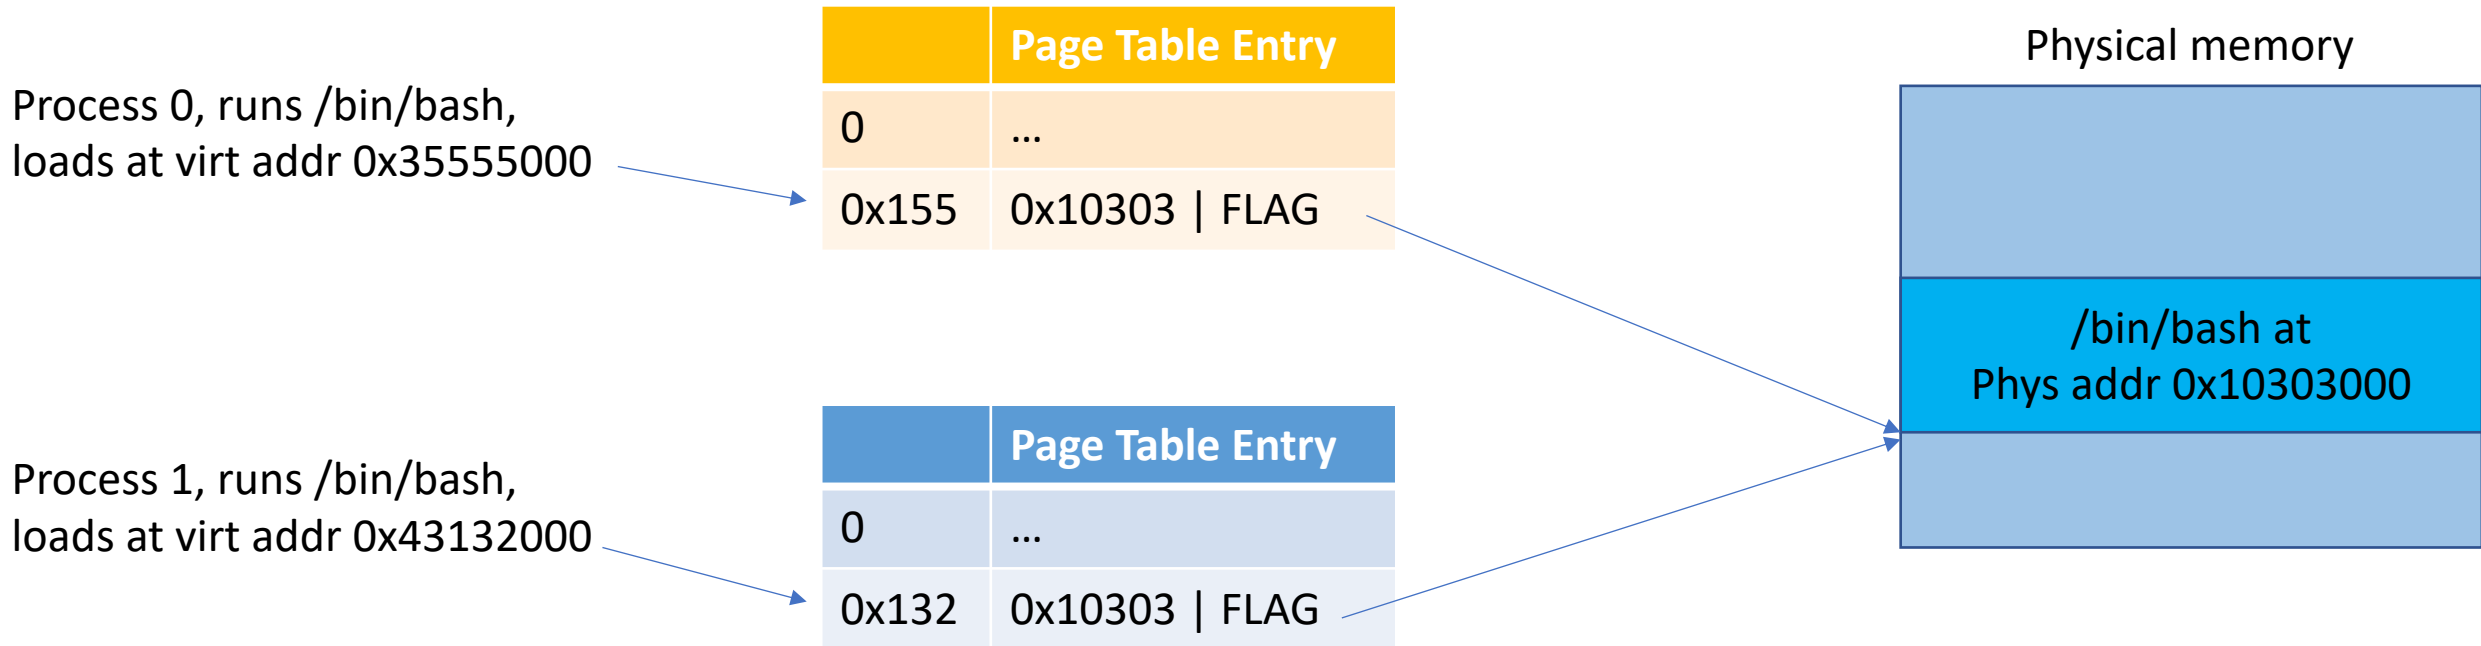 Process 0, runs /bin/bash,
loads at virt addr 0x35555000
Page Table Entry
0 …
0x155 0x10303 | FLAG
Physical memory
/bin/bash at
Phys addr 0x10303000
Process 1, runs /bin/bash,
loads at virt addr 0x43132000
Page Table Entry
0 …
0x132 0x10303 | FLAG